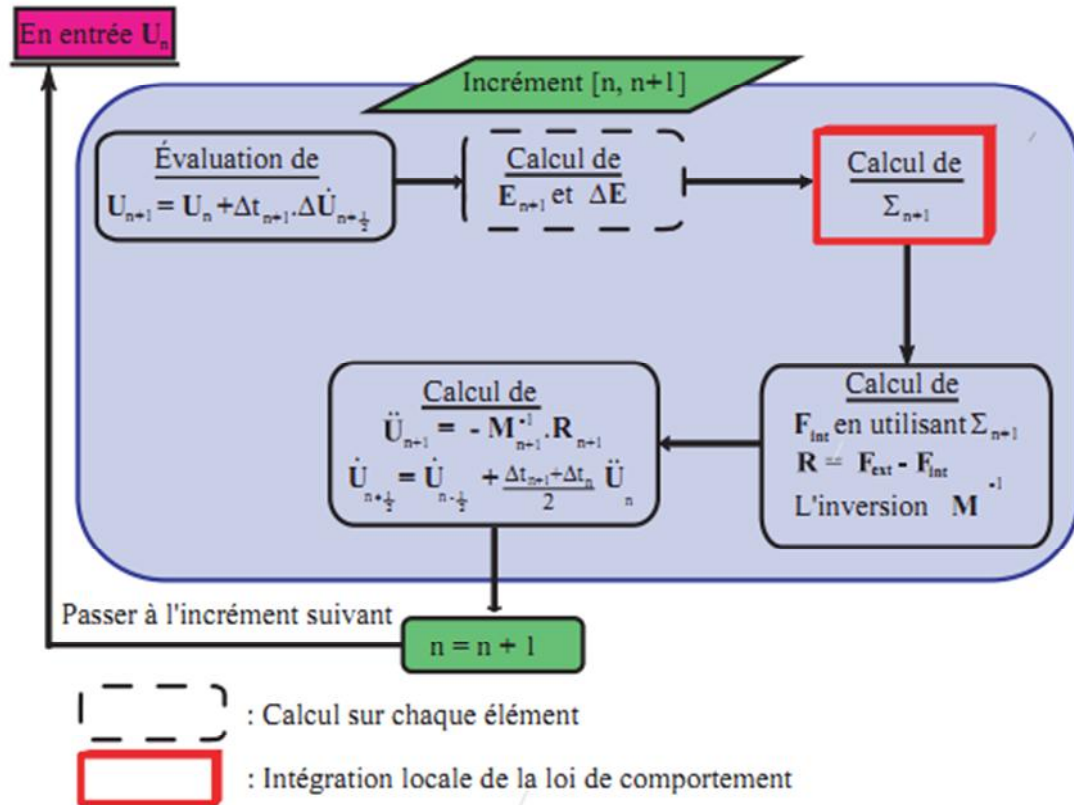 En entrée Uₙ
Incrément [n, n+1]
Évaluation de
Uₙ₊₁ = Uₙ + Δtₙ₊₁.ΔU̇ₙ₊½
Calcul de
Eₙ₊₁ et ΔE
Calcul de
Σₙ₊₁
Calcul de
F_int en utilisant Σₙ₊₁
R = F_ext - F_int
L'inversion M⁻¹
Calcul de
Üₙ₊₁ = - M⁻¹ₙ₊₁.Rₙ₊₁
U̇ₙ₊½ = U̇ₙ₋½ + (Δtₙ₊₁+Δtₙ)/2 Üₙ
Passer à l'incrément suivant
n = n + 1
: Calcul sur chaque élément
: Intégration locale de la loi de comportement